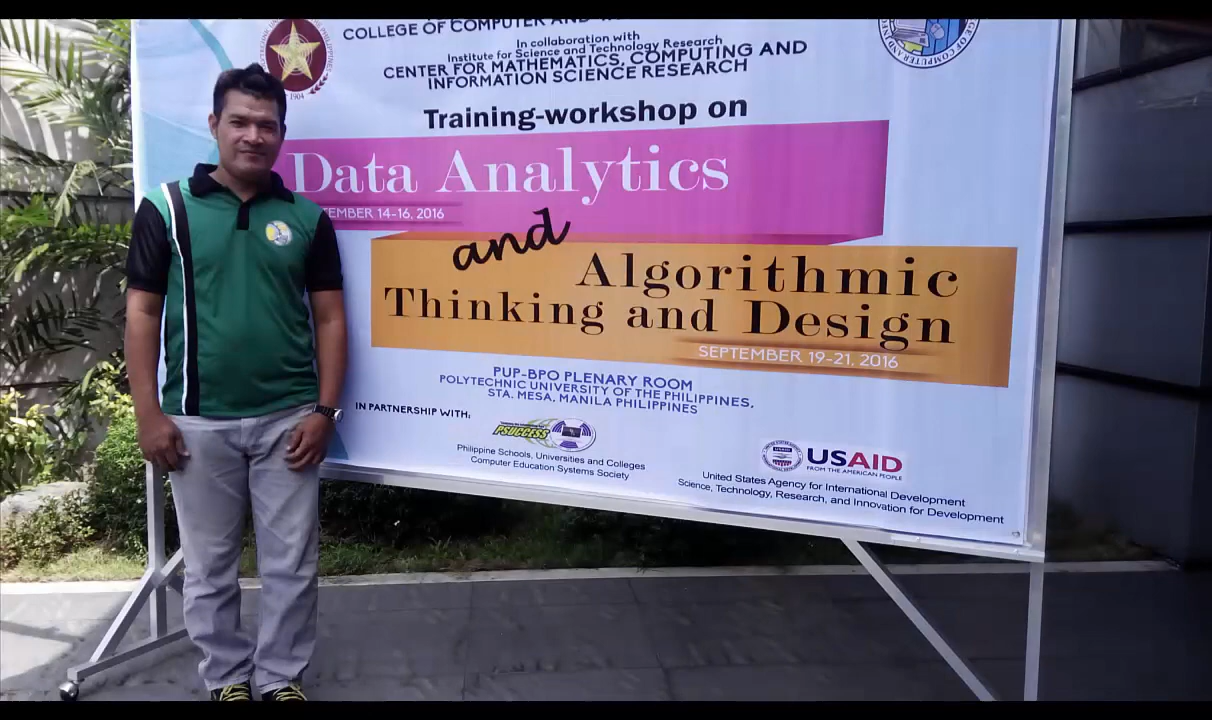 COLLEGE OF COMPUTER AND
In collaboration with
Institute for Science and Technology Research
CENTER FOR MATHEMATICS, COMPUTING AND
INFORMATION SCIENCE RESEARCH
1904
Training-workshop on
Data Analytics
TEMBER 14-16, 2016
and
Algorithmic
Thinking and Design
SEPTEMBER 19-21, 2016
PUP-BPO PLENARY ROOM
POLYTECHNIC UNIVERSITY OF THE PHILIPPINES,
STA. MESA, MANILA PHILIPPINES
IN PARTNERSHIP WITH:
PSUCCESS
Philippine Schools, Universities and Colleges
Computer Education Systems Society
USAID
FROM THE AMERICAN PEOPLE
United States Agency for International Development
Science, Technology, Research, and Innovation for Development